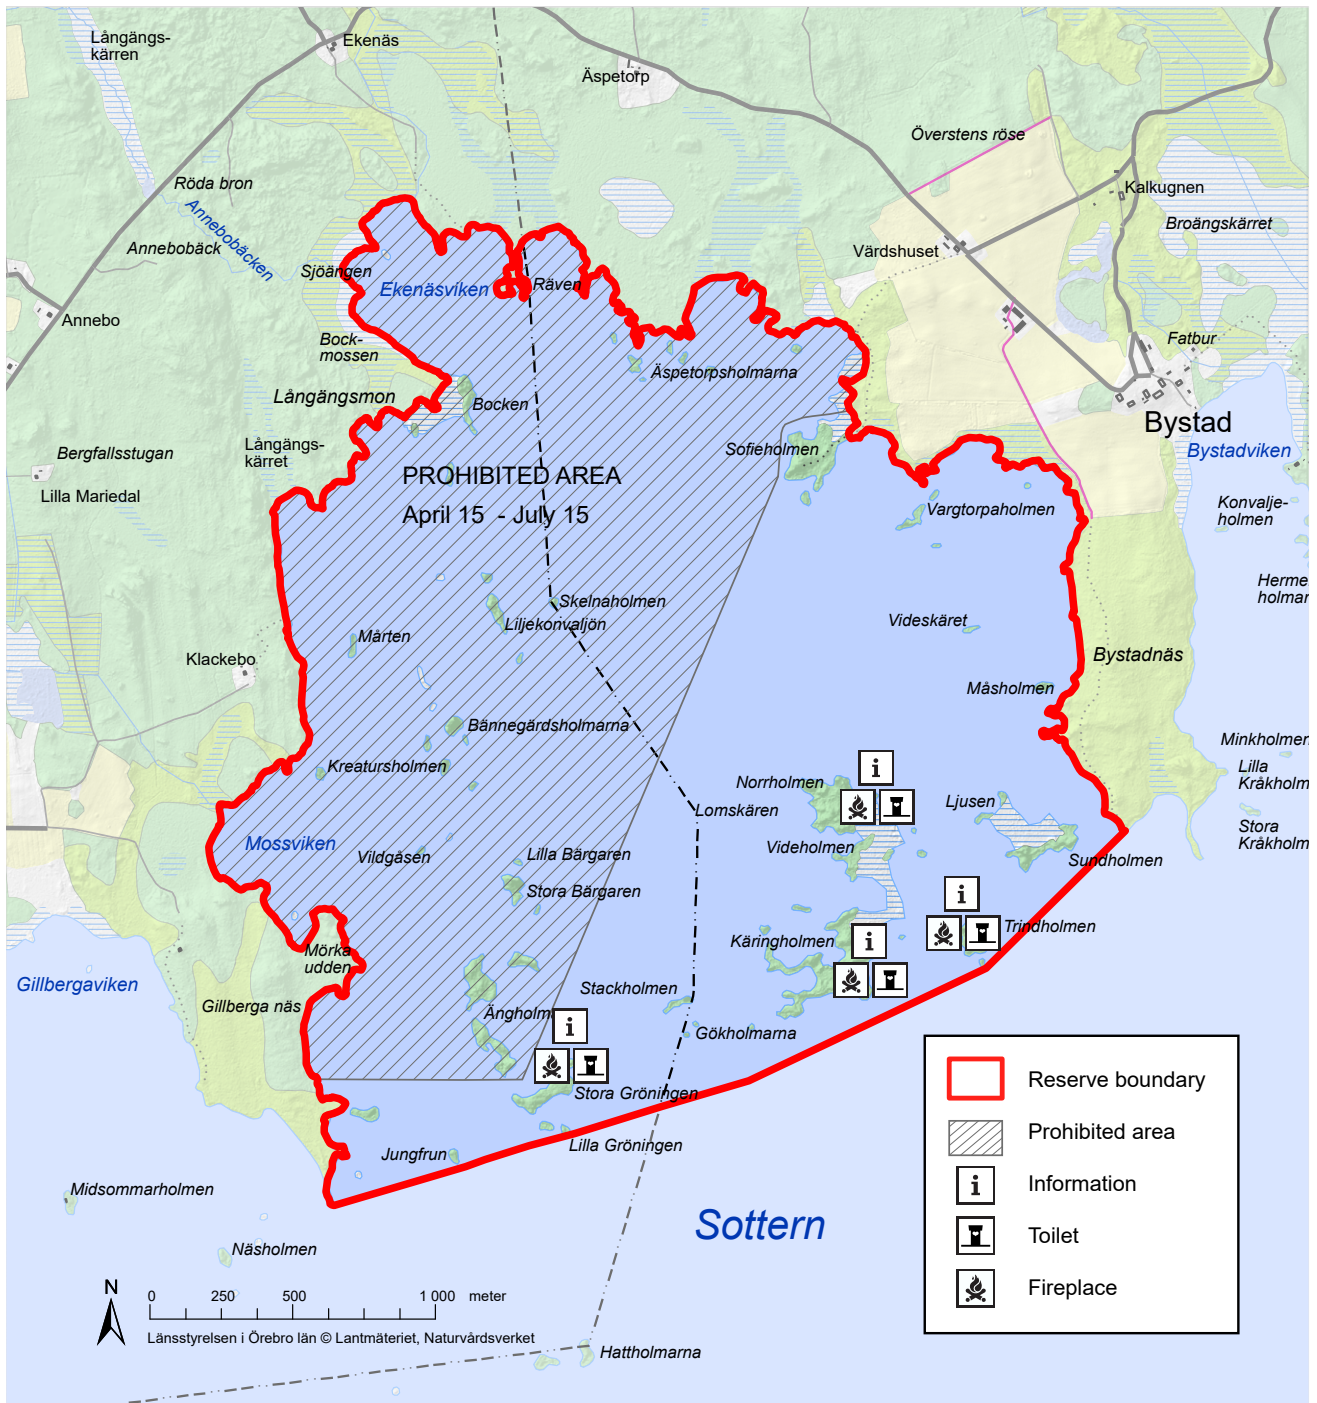 Långängs-
kärren
Ekenäs
Äspetorp
Överstens röse
Röda bron
Annebobäcken
Annebobäck
Kalkugnen
Broängskärret
Värdshuset
Sjöängen
Ekenäsviken
Räven
Annebo
Bock-
mossen
Fatbur
Äspetorpsholmarna
Långängsmon
Bocken
Bystad
Långängs-
kärret
Sofieholmen
Bystadviken
Bergfallsstugan
PROHIBITED AREA
April 15 - July 15
Lilla Mariedal
Vargtorpaholmen
Konvalje-
holmen
Herme
holmar
Skelnaholmen
Liljekonvaljön
Videskäret
Mårten
Klackebo
Bystadnäs
Måsholmen
Bännegärdsholmarna
Minkholmen
Kreatursholmen
Norrholmen
Lilla
Kråkholm
Lomskären
Ljusen
Stora
Kråkholm
Mossviken
Vildgåsen
Lilla Bärgaren
Videholmen
Sundholmen
Stora Bärgaren
Trindholmen
Käringholmen
Mörka
udden
Gillbergaviken
Gillberga näs
Stackholmen
Ängholm
Gökholmarna
Stora Gröningen
Lilla Gröningen
Jungfrun
Midsommarholmen
Näsholmen
Sottern
Hattholmarna
Reserve boundary
Prohibited area
i Information
Toilet
Fireplace
i
i
i
i
N
0 250 500 1 000 meter
Länsstyrelsen i Örebro län © Lantmäteriet, Naturvårdsverket